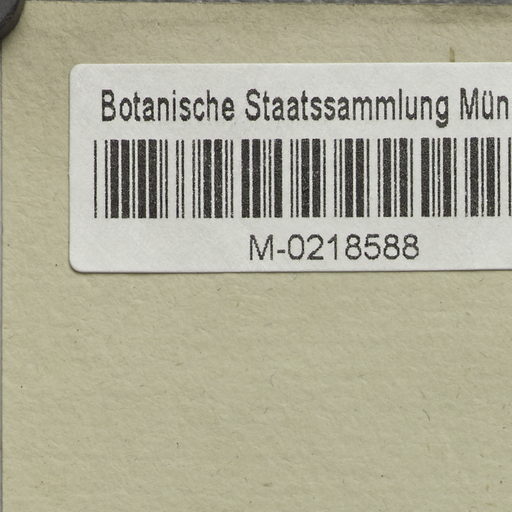 Botanische Staatssammlung Mün
M-0218588